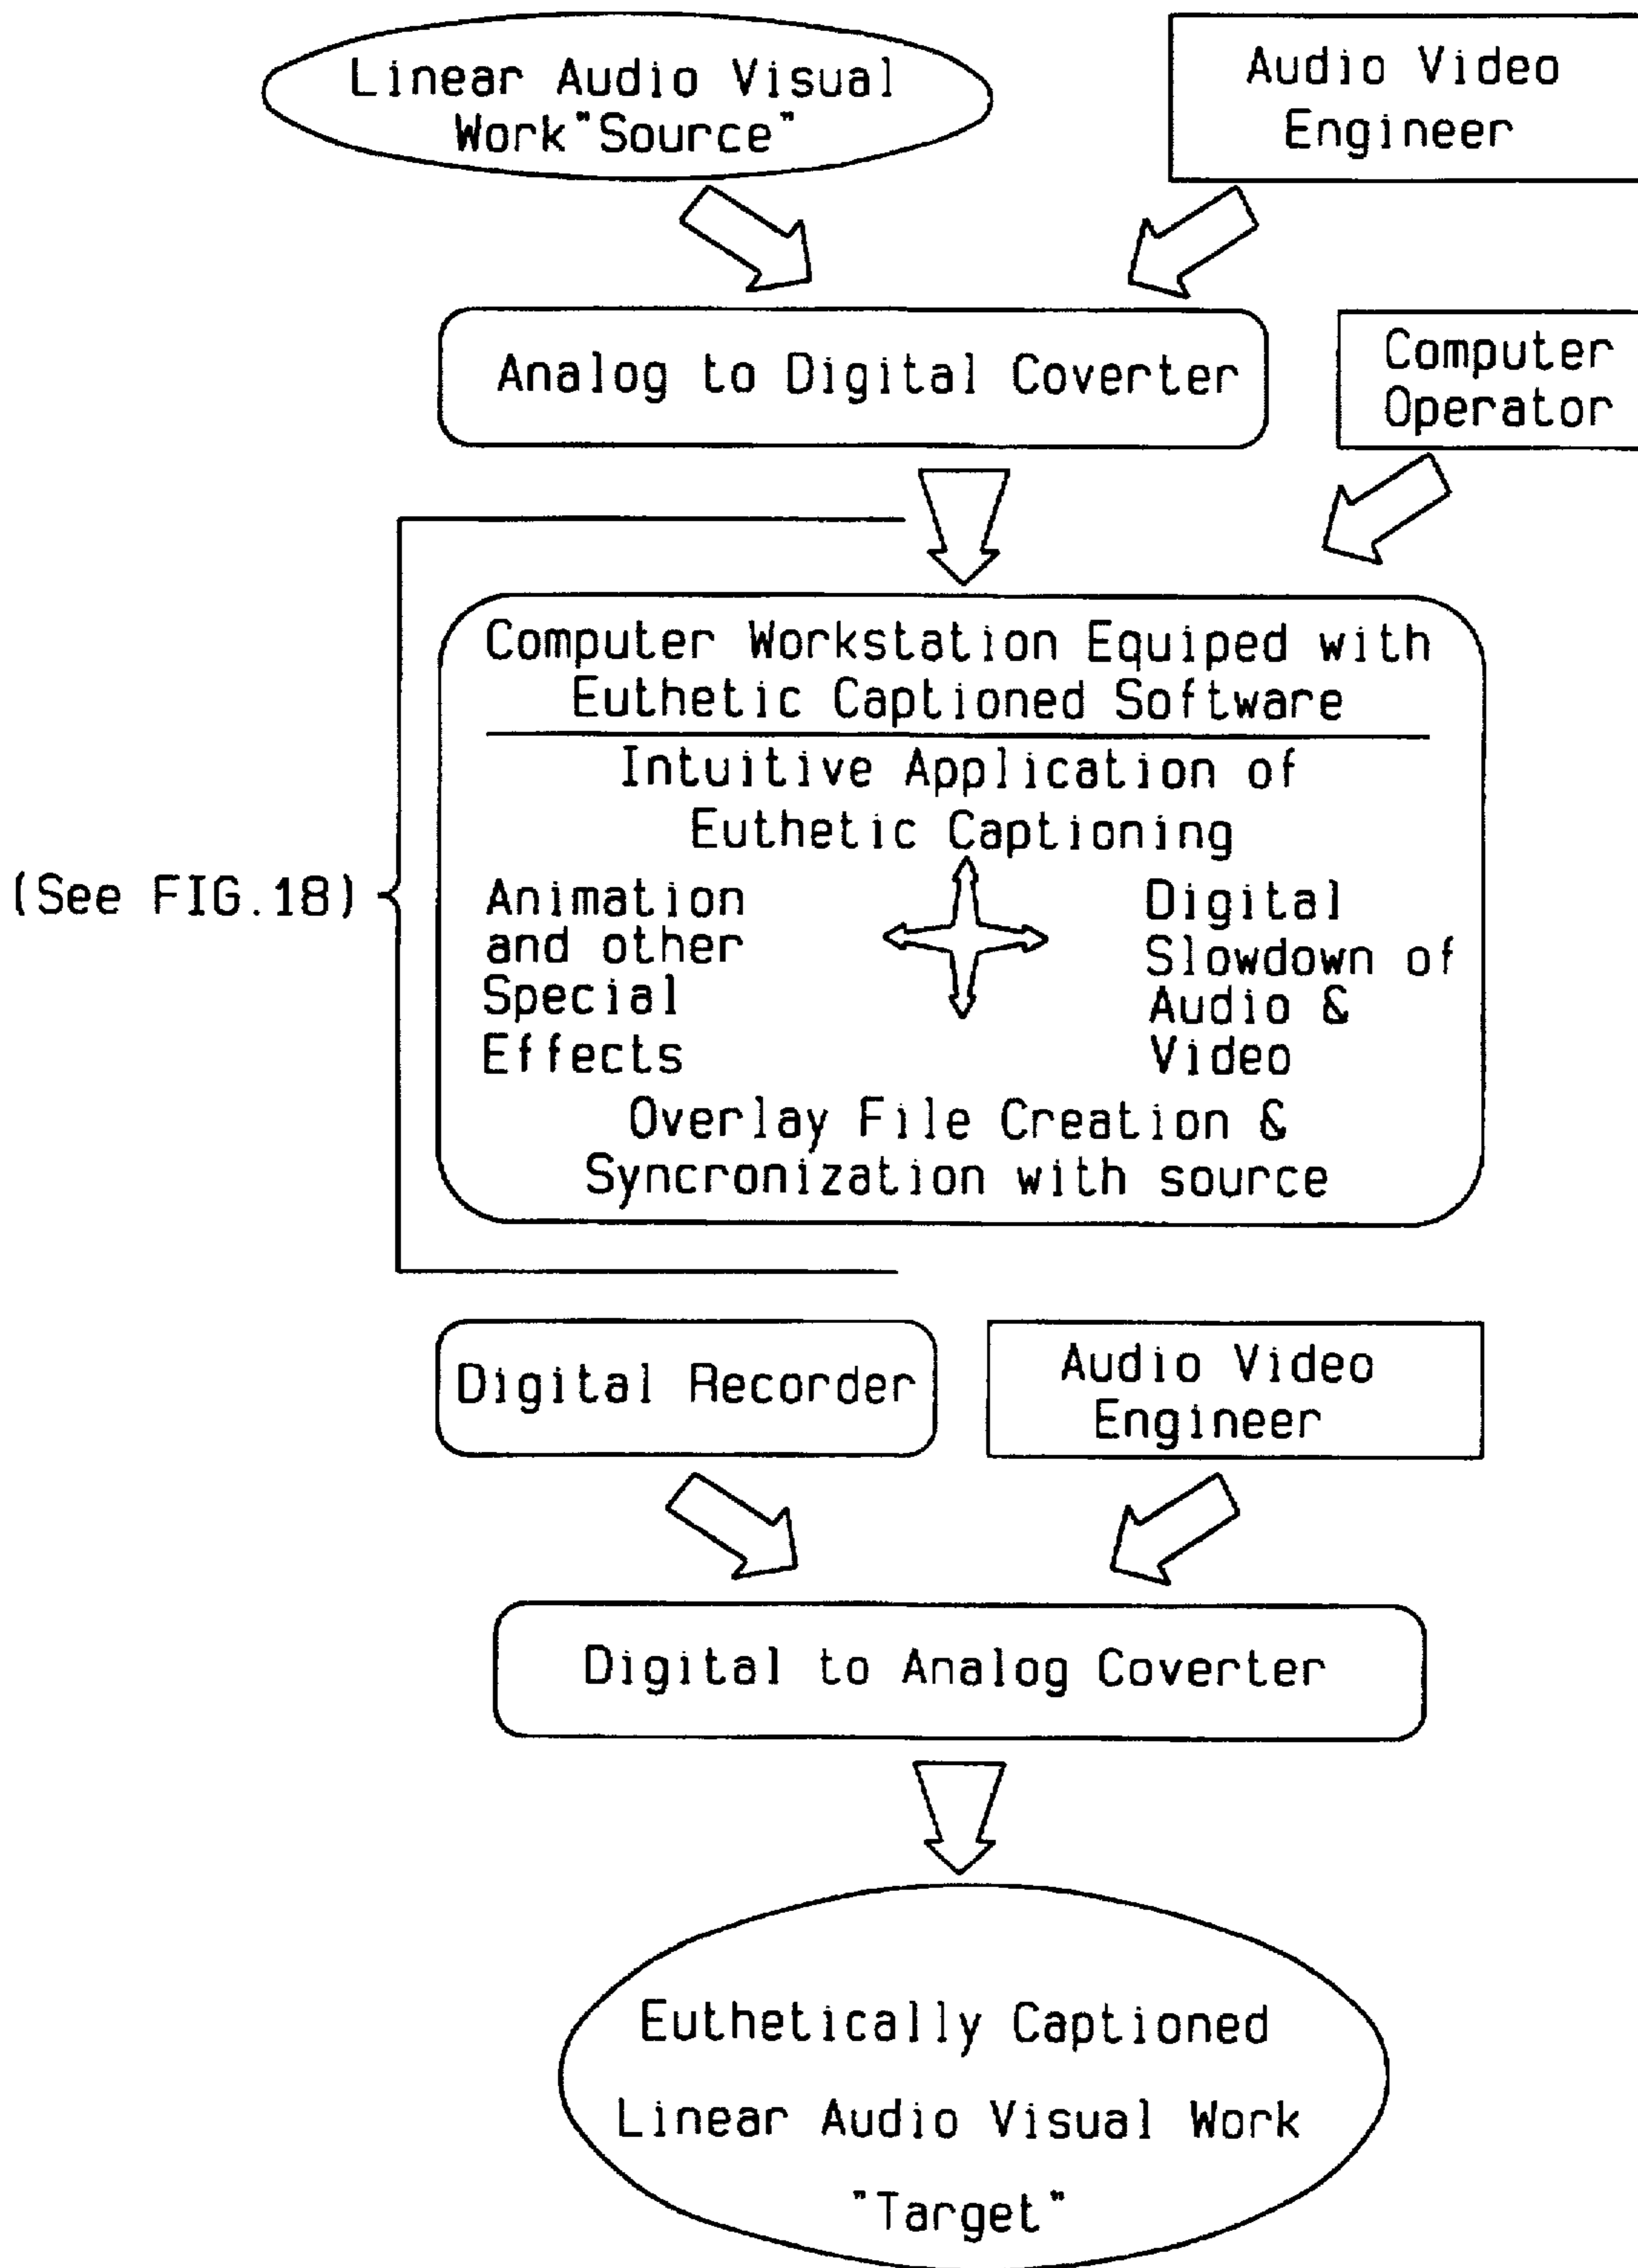 Linear Audio Visual
Work"Source"
Audio Video
Engineer
Analog to Digital Coverter
Computer
Operator
Computer Workstation Equiped with
Euthetic Captioned Software
Intuitive Application of
Euthetic Captioning
(See FIG.18)
Animation
and other
Special
Effects
Digital
Slowdown of
Audio &
Video
Overlay File Creation &
Syncronization with source
Digital Recorder
Audio Video
Engineer
Digital to Analog Coverter
Euthetically Captioned
Linear Audio Visual Work
"Target"